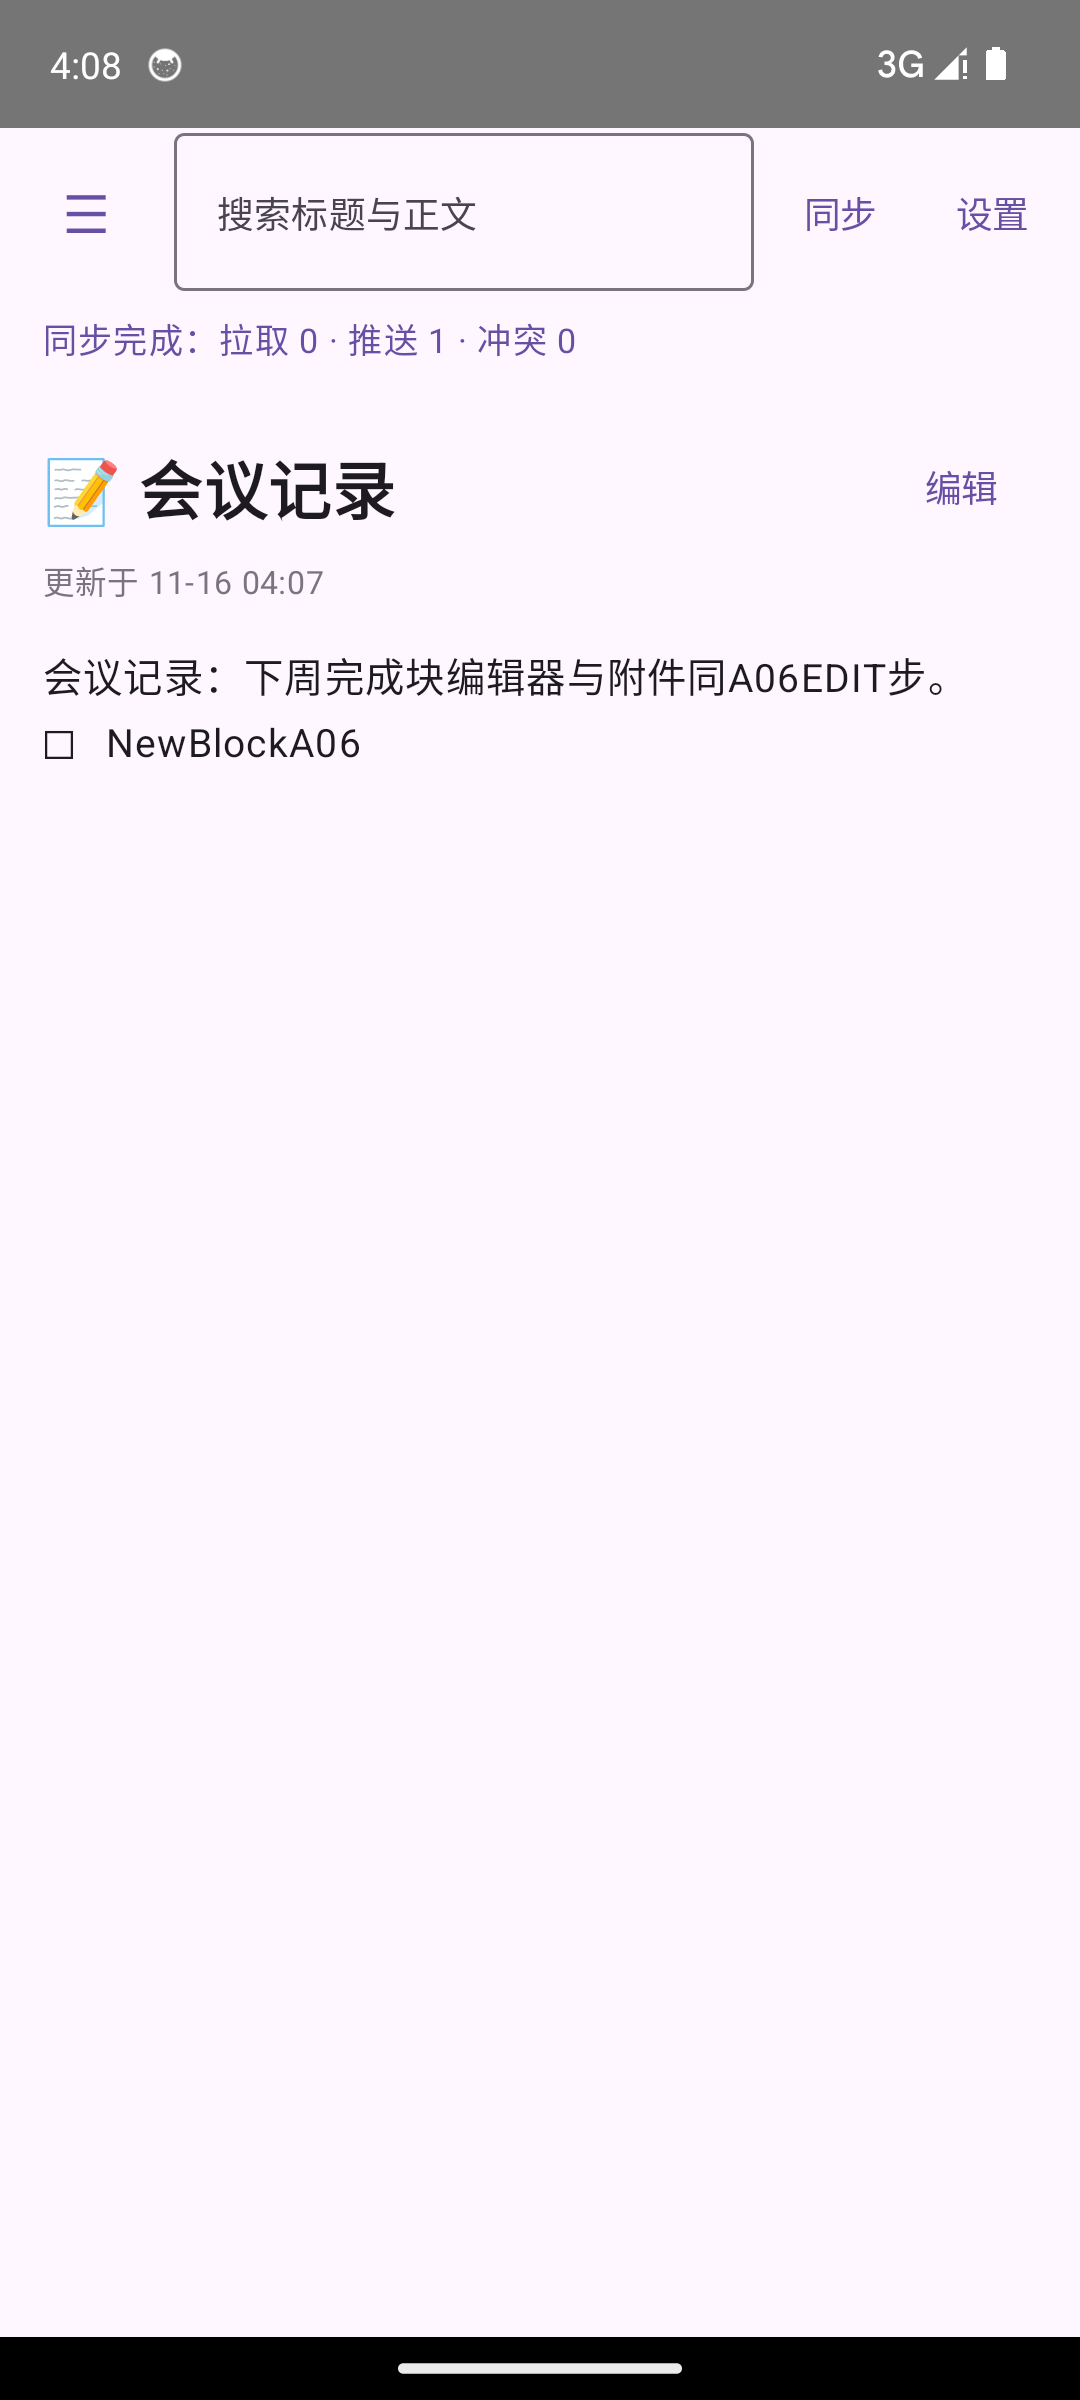 4:08
3G
☰
搜索标题与正文
同步
设置
同步完成：拉取 0 · 推送 1 · 冲突 0
📝 会议记录
编辑
更新于 11-16 04:07
会议记录：下周完成块编辑器与附件同A06EDIT步。
☐ NewBlockA06